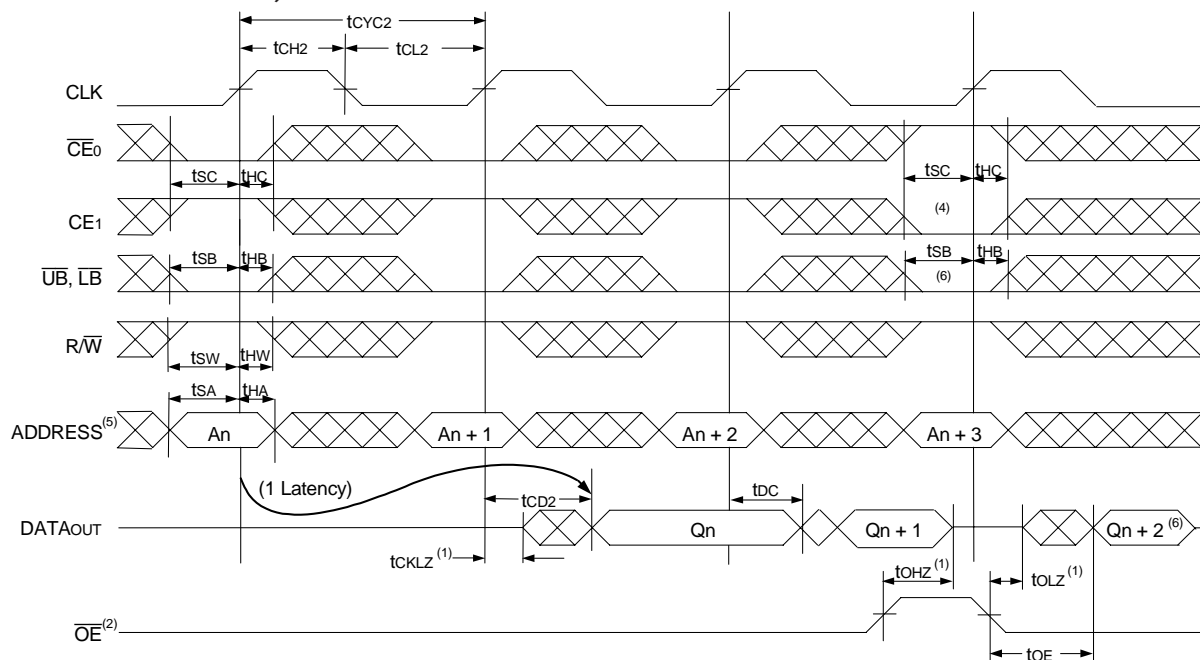 tCYC2
tCH2 tCL2
CLK
CE0
tSC tHC tSC tHC
CE1 (4)
tSB tHB tSB tHB
UB, LB (6)
R/W
tSW tHW
tSA tHA
ADDRESS(5) An An + 1 An + 2 An + 3
(1 Latency) tCD2 tDC
DATAOUT Qn Qn + 1 Qn + 2 (6)
tCKLZ (1) tOHZ (1) tOLZ (1)
OE (2)
tOE